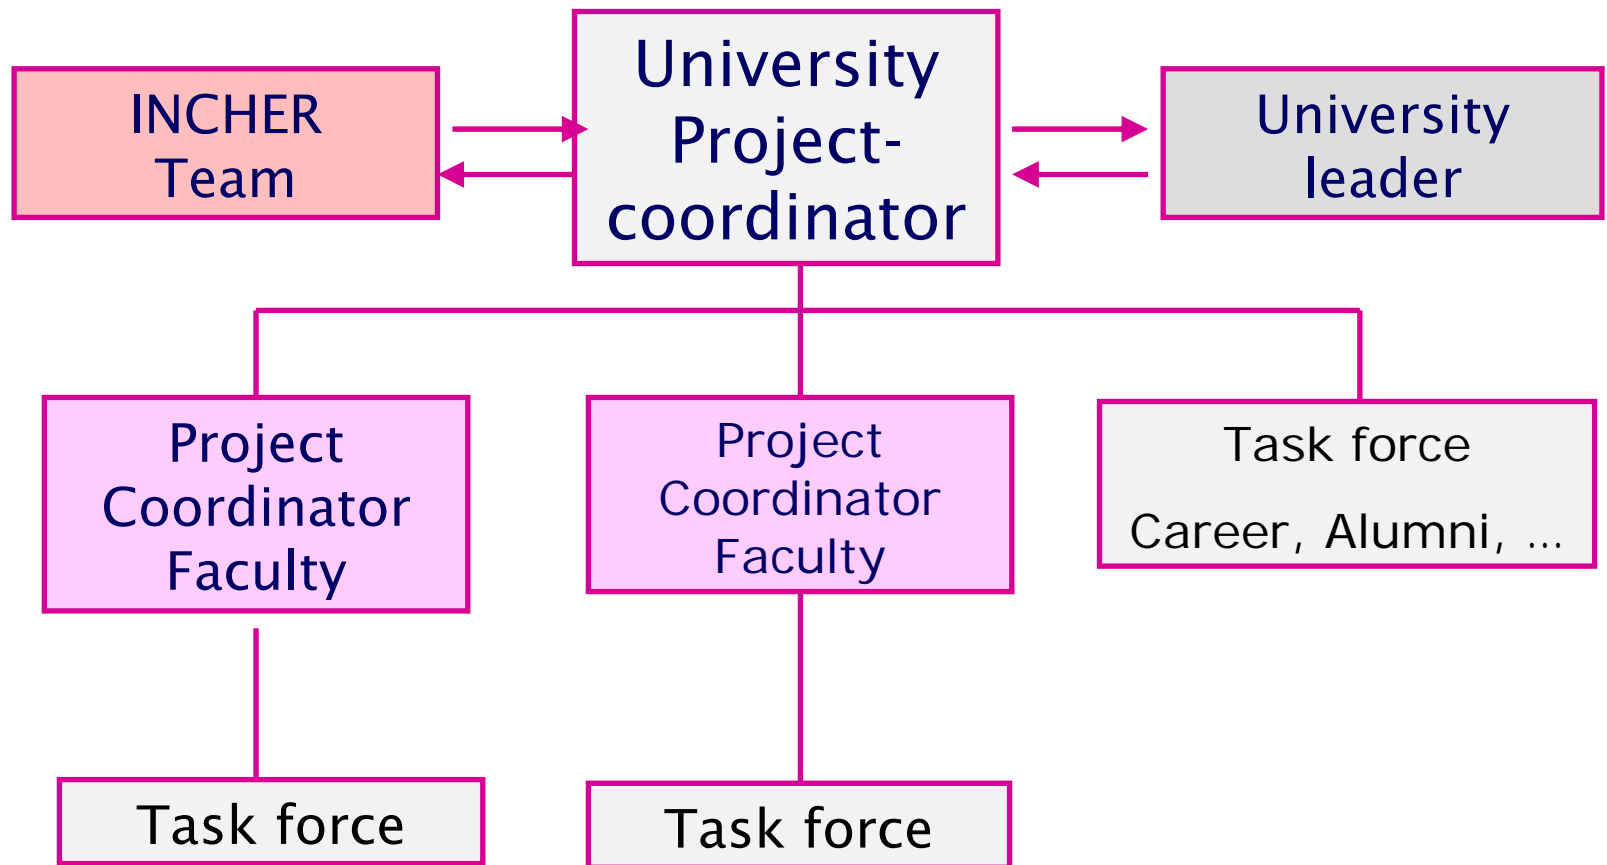 INCHER
Team
University
Project-
coordinator
University
leader
Project
Coordinator
Faculty
Project
Coordinator
Faculty
Task force
Career, Alumni, ...
Task force
Task force